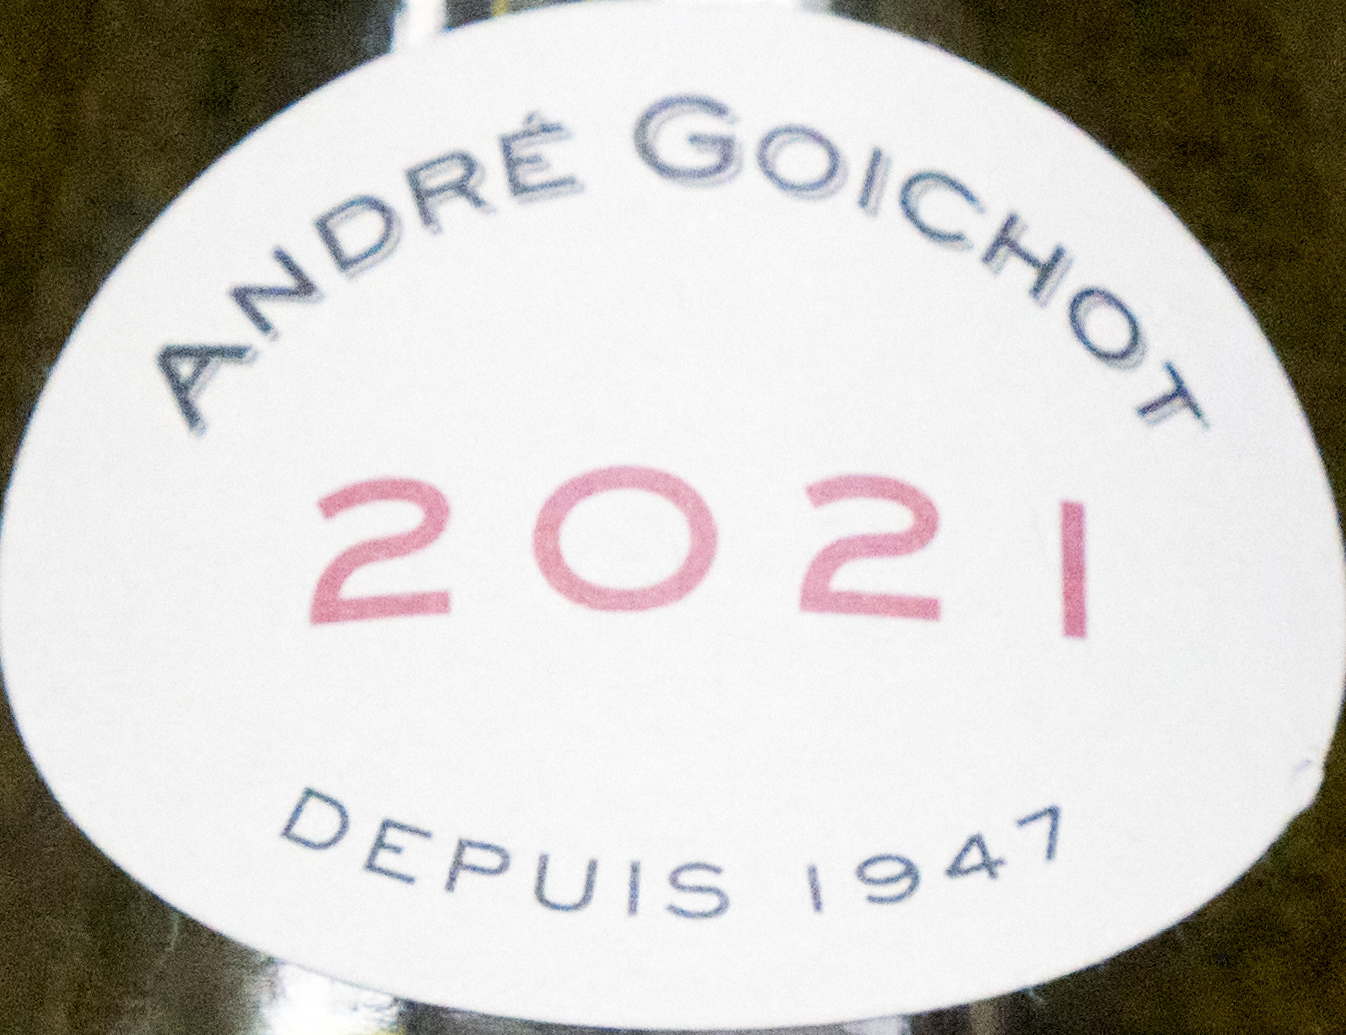 ANDRÉ GOICHOT
2021
DEPUIS 1947